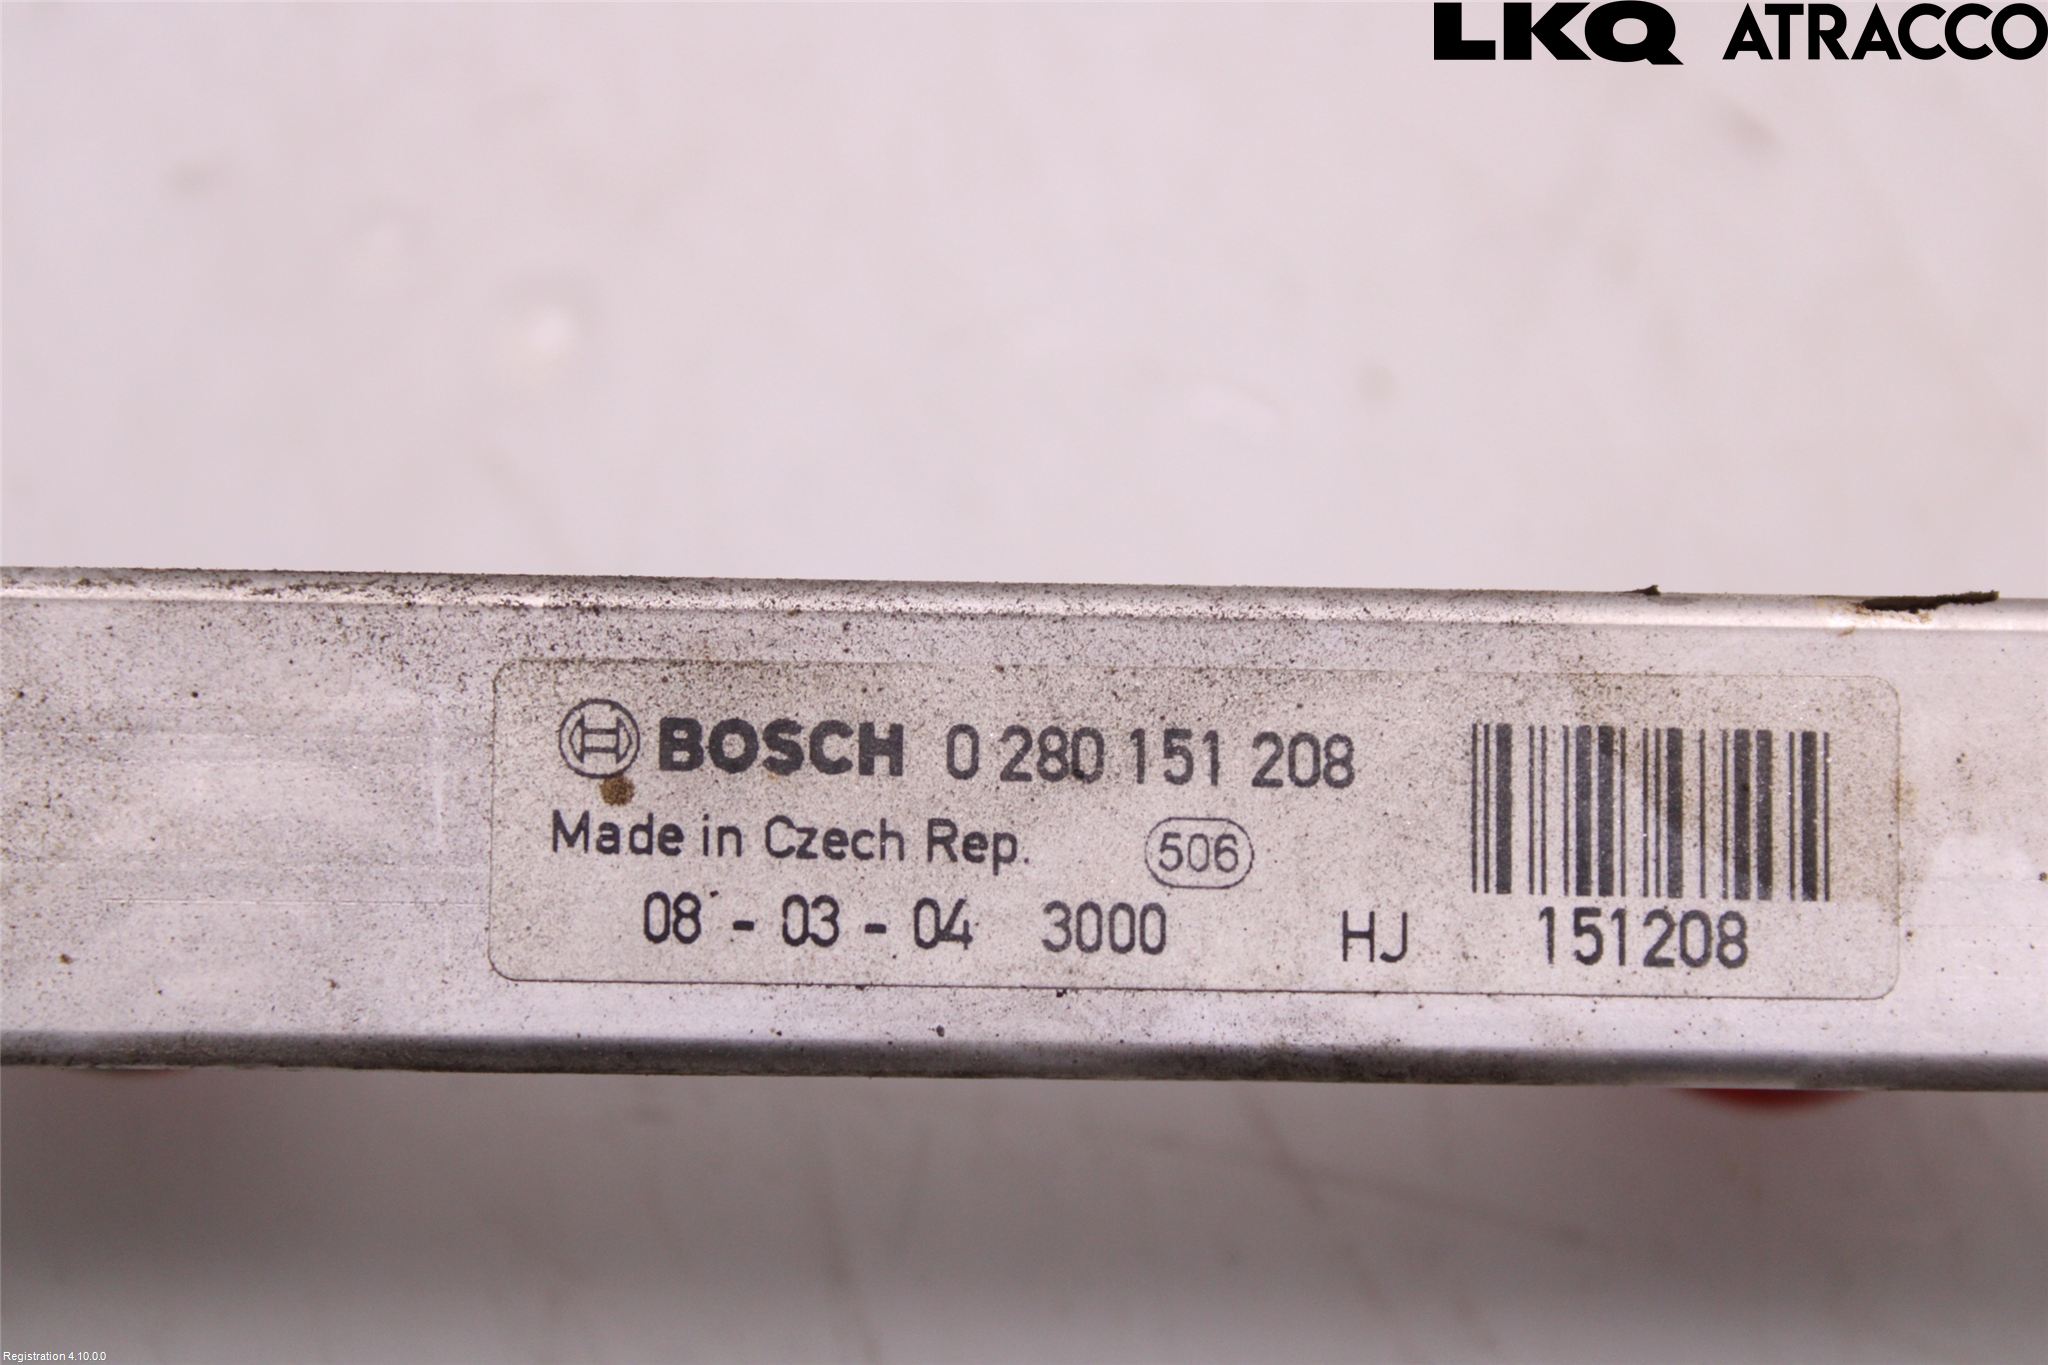 LKQ ATRACCO
BOSCH 0 280 151 208
Made in Czech Rep. 506
08 - 03 - 04 3000 HJ 151208
Registration 4.10.0.0